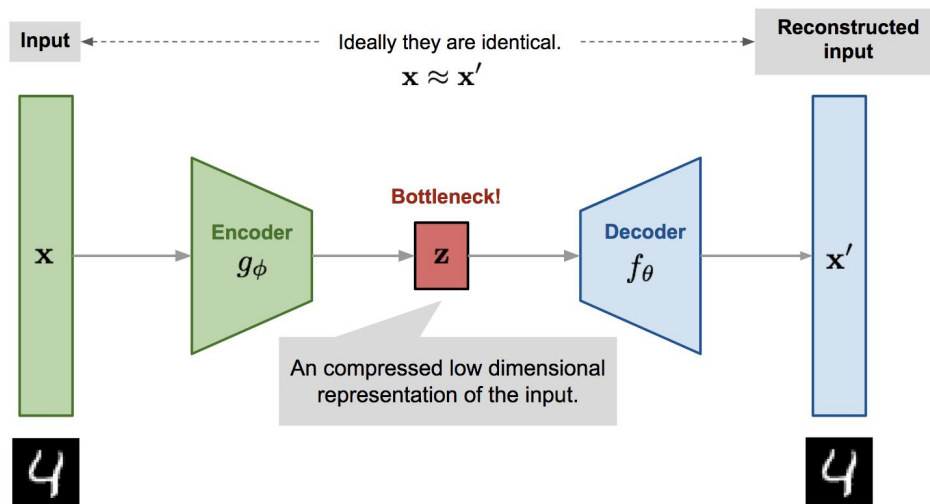 Input
Ideally they are identical.
x ≈ x′
Reconstructed
input
Bottleneck!
Encoder
Decoder
x
gϕ
z
fθ
x′
An compressed low dimensional
representation of the input.
4
4